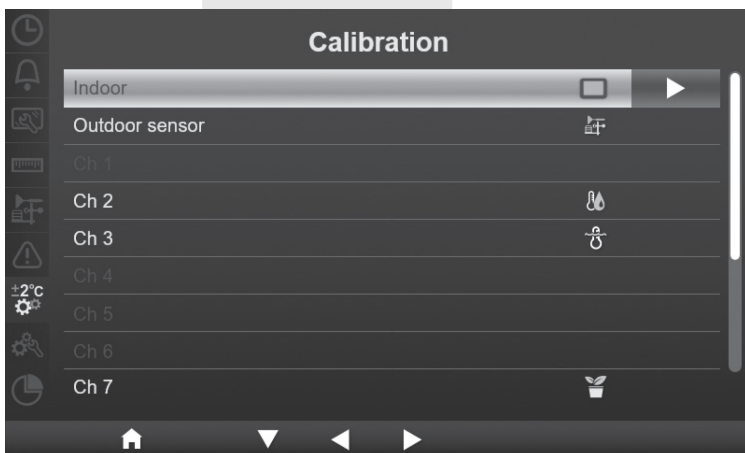 Calibration
Indoor
Outdoor sensor
Ch 1
Ch 2
Ch 3
Ch 4
±2°C
Ch 5
Ch 6
Ch 7